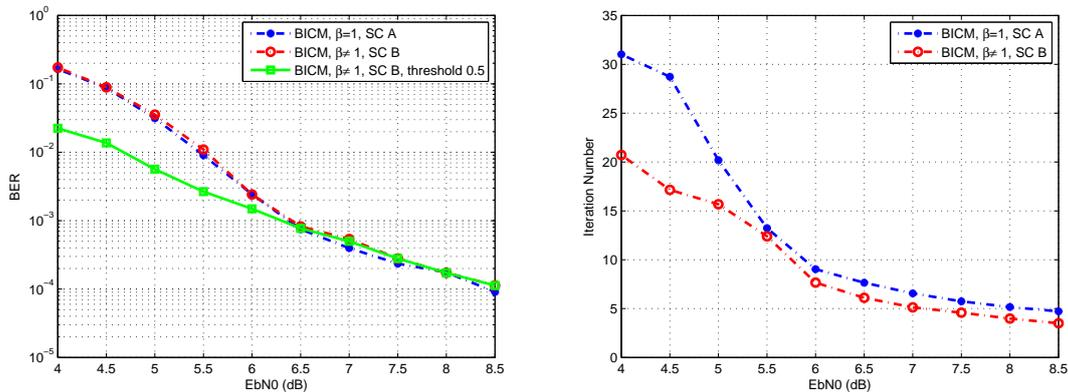 BER
10⁰
10⁻¹
10⁻²
10⁻³
10⁻⁴
10⁻⁵
4 4.5 5 5.5 6 6.5 7 7.5 8 8.5
EbN0 (dB)
BICM, β=1, SC A
BICM, β≠ 1, SC B
BICM, β≠ 1, SC B, threshold 0.5
Iteration Number
35
30
25
20
15
10
5
0
4 4.5 5 5.5 6 6.5 7 7.5 8 8.5
EbN0 (dB)
BICM, β=1, SC A
BICM, β≠ 1, SC B